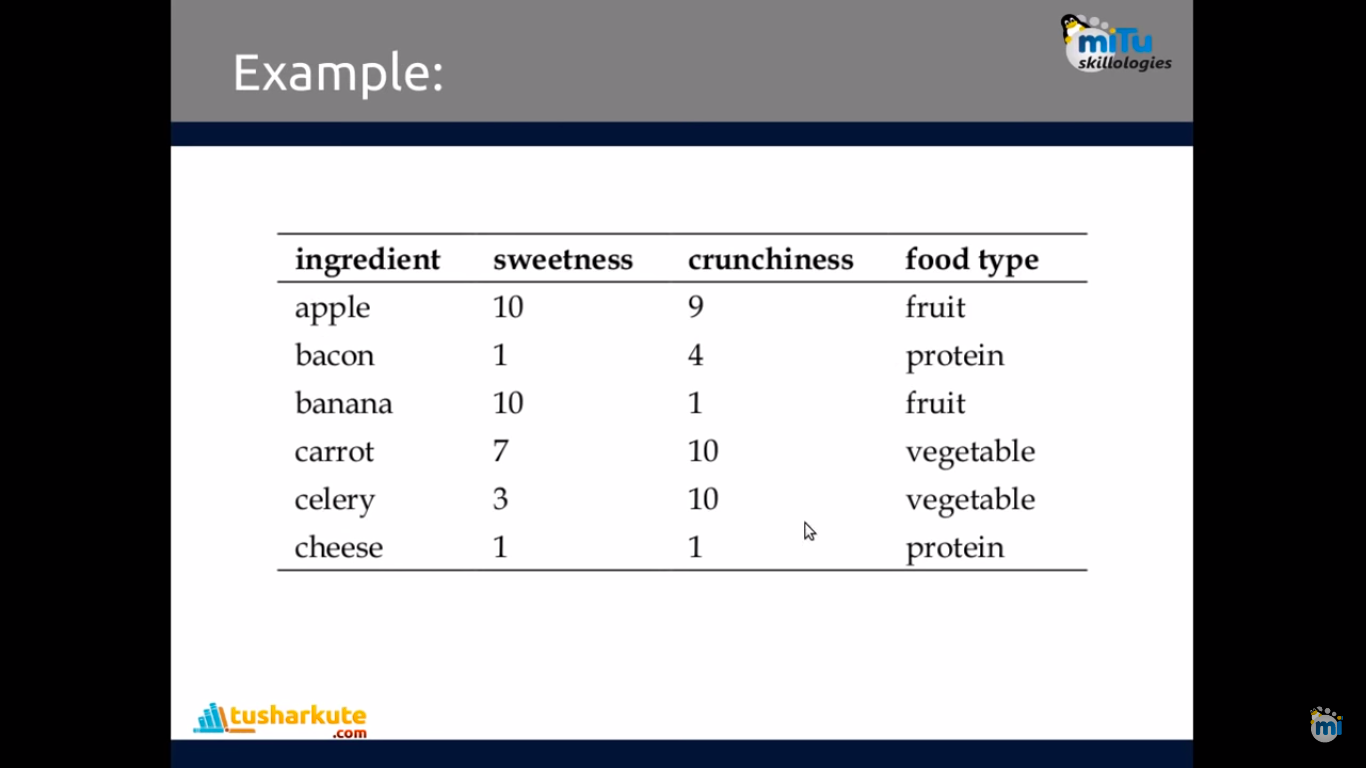 miTu
skillologies
Example:
ingredient sweetness crunchiness food type
apple 10 9 fruit
bacon 1 4 protein
banana 10 1 fruit
carrot 7 10 vegetable
celery 3 10 vegetable
cheese 1 1 protein
tusharkute
.com
mi